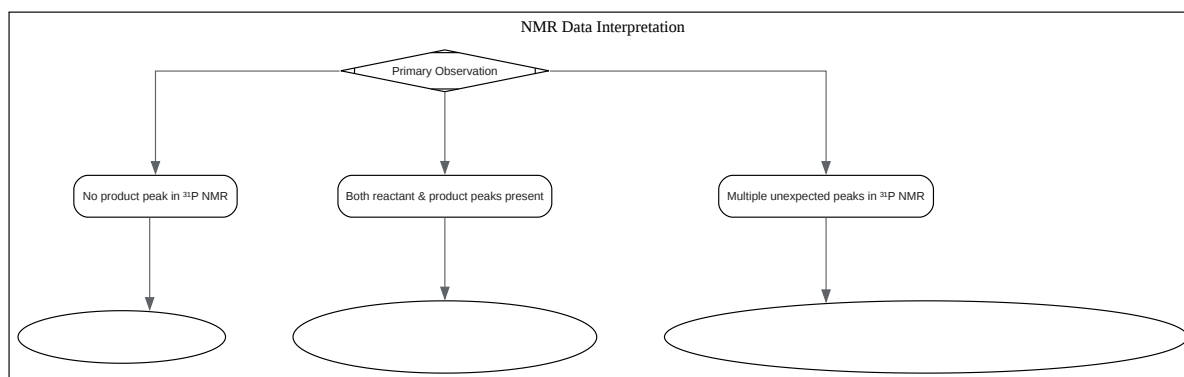 NMR Data Interpretation
Primary Observation
No product peak in ³¹P NMR
Both reactant & product peaks present
Multiple unexpected peaks in ³¹P NMR